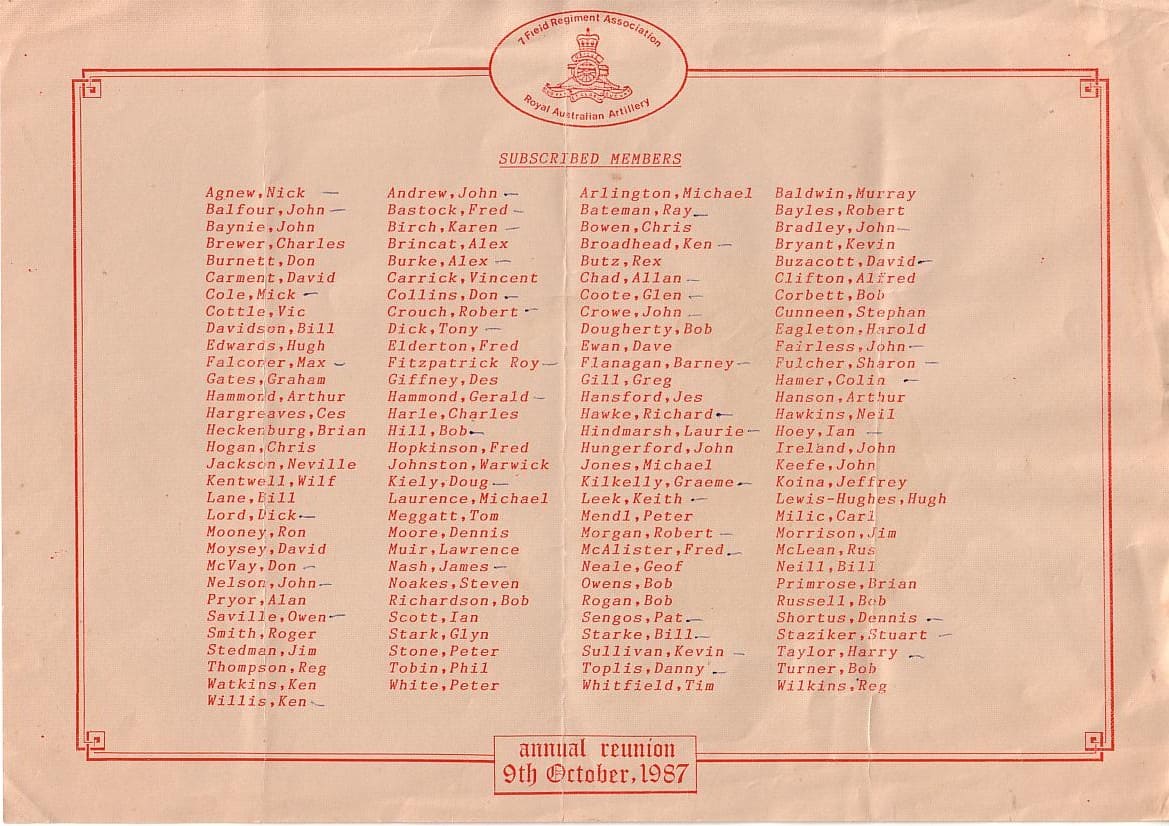 7 Field Regiment Association
Royal Australian Artillery
SUBSCRIBED MEMBERS
Agnew,Nick Andrew,John Arlington,Michael Baldwin,Murray
Balfour,John Bastock,Fred Bateman,Ray Bayles,Robert
Baynie,John Birch,Karen Bowen,Chris Bradley,John
Brewer,Charles Brincat,Alex Broadhead,Ken Bryant,Kevin
Burnett,Don Burke,Alex Butz,Rex Buzacott,David
Carment,David Carrick,Vincent Chad,Allan Clifton,Alfred
Cole,Mick Collins,Don Coote,Glen Corbett,Bob
Cottle,Vic Crouch,Robert Crowe,John Cunneen,Stephan
Davidson,Bill Dick,Tony Dougherty,Bob Eagleton,Harold
Edwards,Hugh Elderton,Fred Ewan,Dave Fairless,John
Falconer,Max Fitzpatrick Roy Flanagan,Barney Fulcher,Sharon
Gates,Graham Giffney,Des Gill,Greg Hamer,Colin
Hammond,Arthur Hammond,Gerald Hansford,Jes Hanson,Arthur
Hargreaves,Ces Harle,Charles Hawke,Richard Hawkins,Neil
Heckenburg,Brian Hill,Bob Hindmarsh,Laurie Hoey,Ian
Hogan,Chris Hopkinson,Fred Hungerford,John Ireland,John
Jackson,Neville Johnston,Warwick Jones,Michael Keefe,John
Kentwell,Wilf Kiely,Doug Kilkelly,Graeme Koina,Jeffrey
Lane,Bill Laurence,Michael Leek,Keith Lewis-Hughes,Hugh
Lord,Dick Meggatt,Tom Mendl,Peter Milic,Carl
Mooney,Ron Moore,Dennis Morgan,Robert Morrison,Jim
Moysey,David Muir,Lawrence McAlister,Fred McLean,Rus
McVay,Don Nash,James Neale,Geof Neill,Bill
Nelson,John Noakes,Steven Owens,Bob Primrose,Brian
Pryor,Alan Richardson,Bob Rogan,Bob Russell,Bob
Saville,Owen Scott,Ian Sengos,Pat Shortus,Dennis
Smith,Roger Stark,Glyn Starke,Bill Staziker,Stuart
Stedman,Jim Stone,Peter Sullivan,Kevin Taylor,Harry
Thompson,Reg Tobin,Phil Toplis,Danny Turner,Bob
Watkins,Ken White,Peter Whitfield,Tim Wilkins,Reg
Willis,Ken
annual reunion
9th October,1987